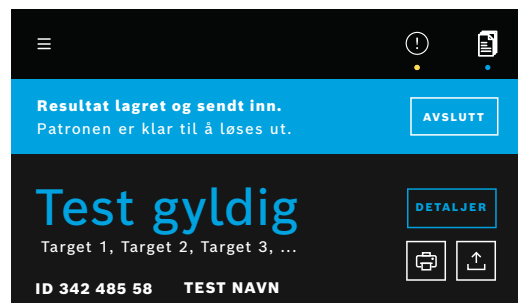 Resultat lagret og sendt inn.
Patronen er klar til å løses ut.
AVSLUTT
Test gyldig
DETALJER
Target 1, Target 2, Target 3, ...
ID 342 485 58 TEST NAVN